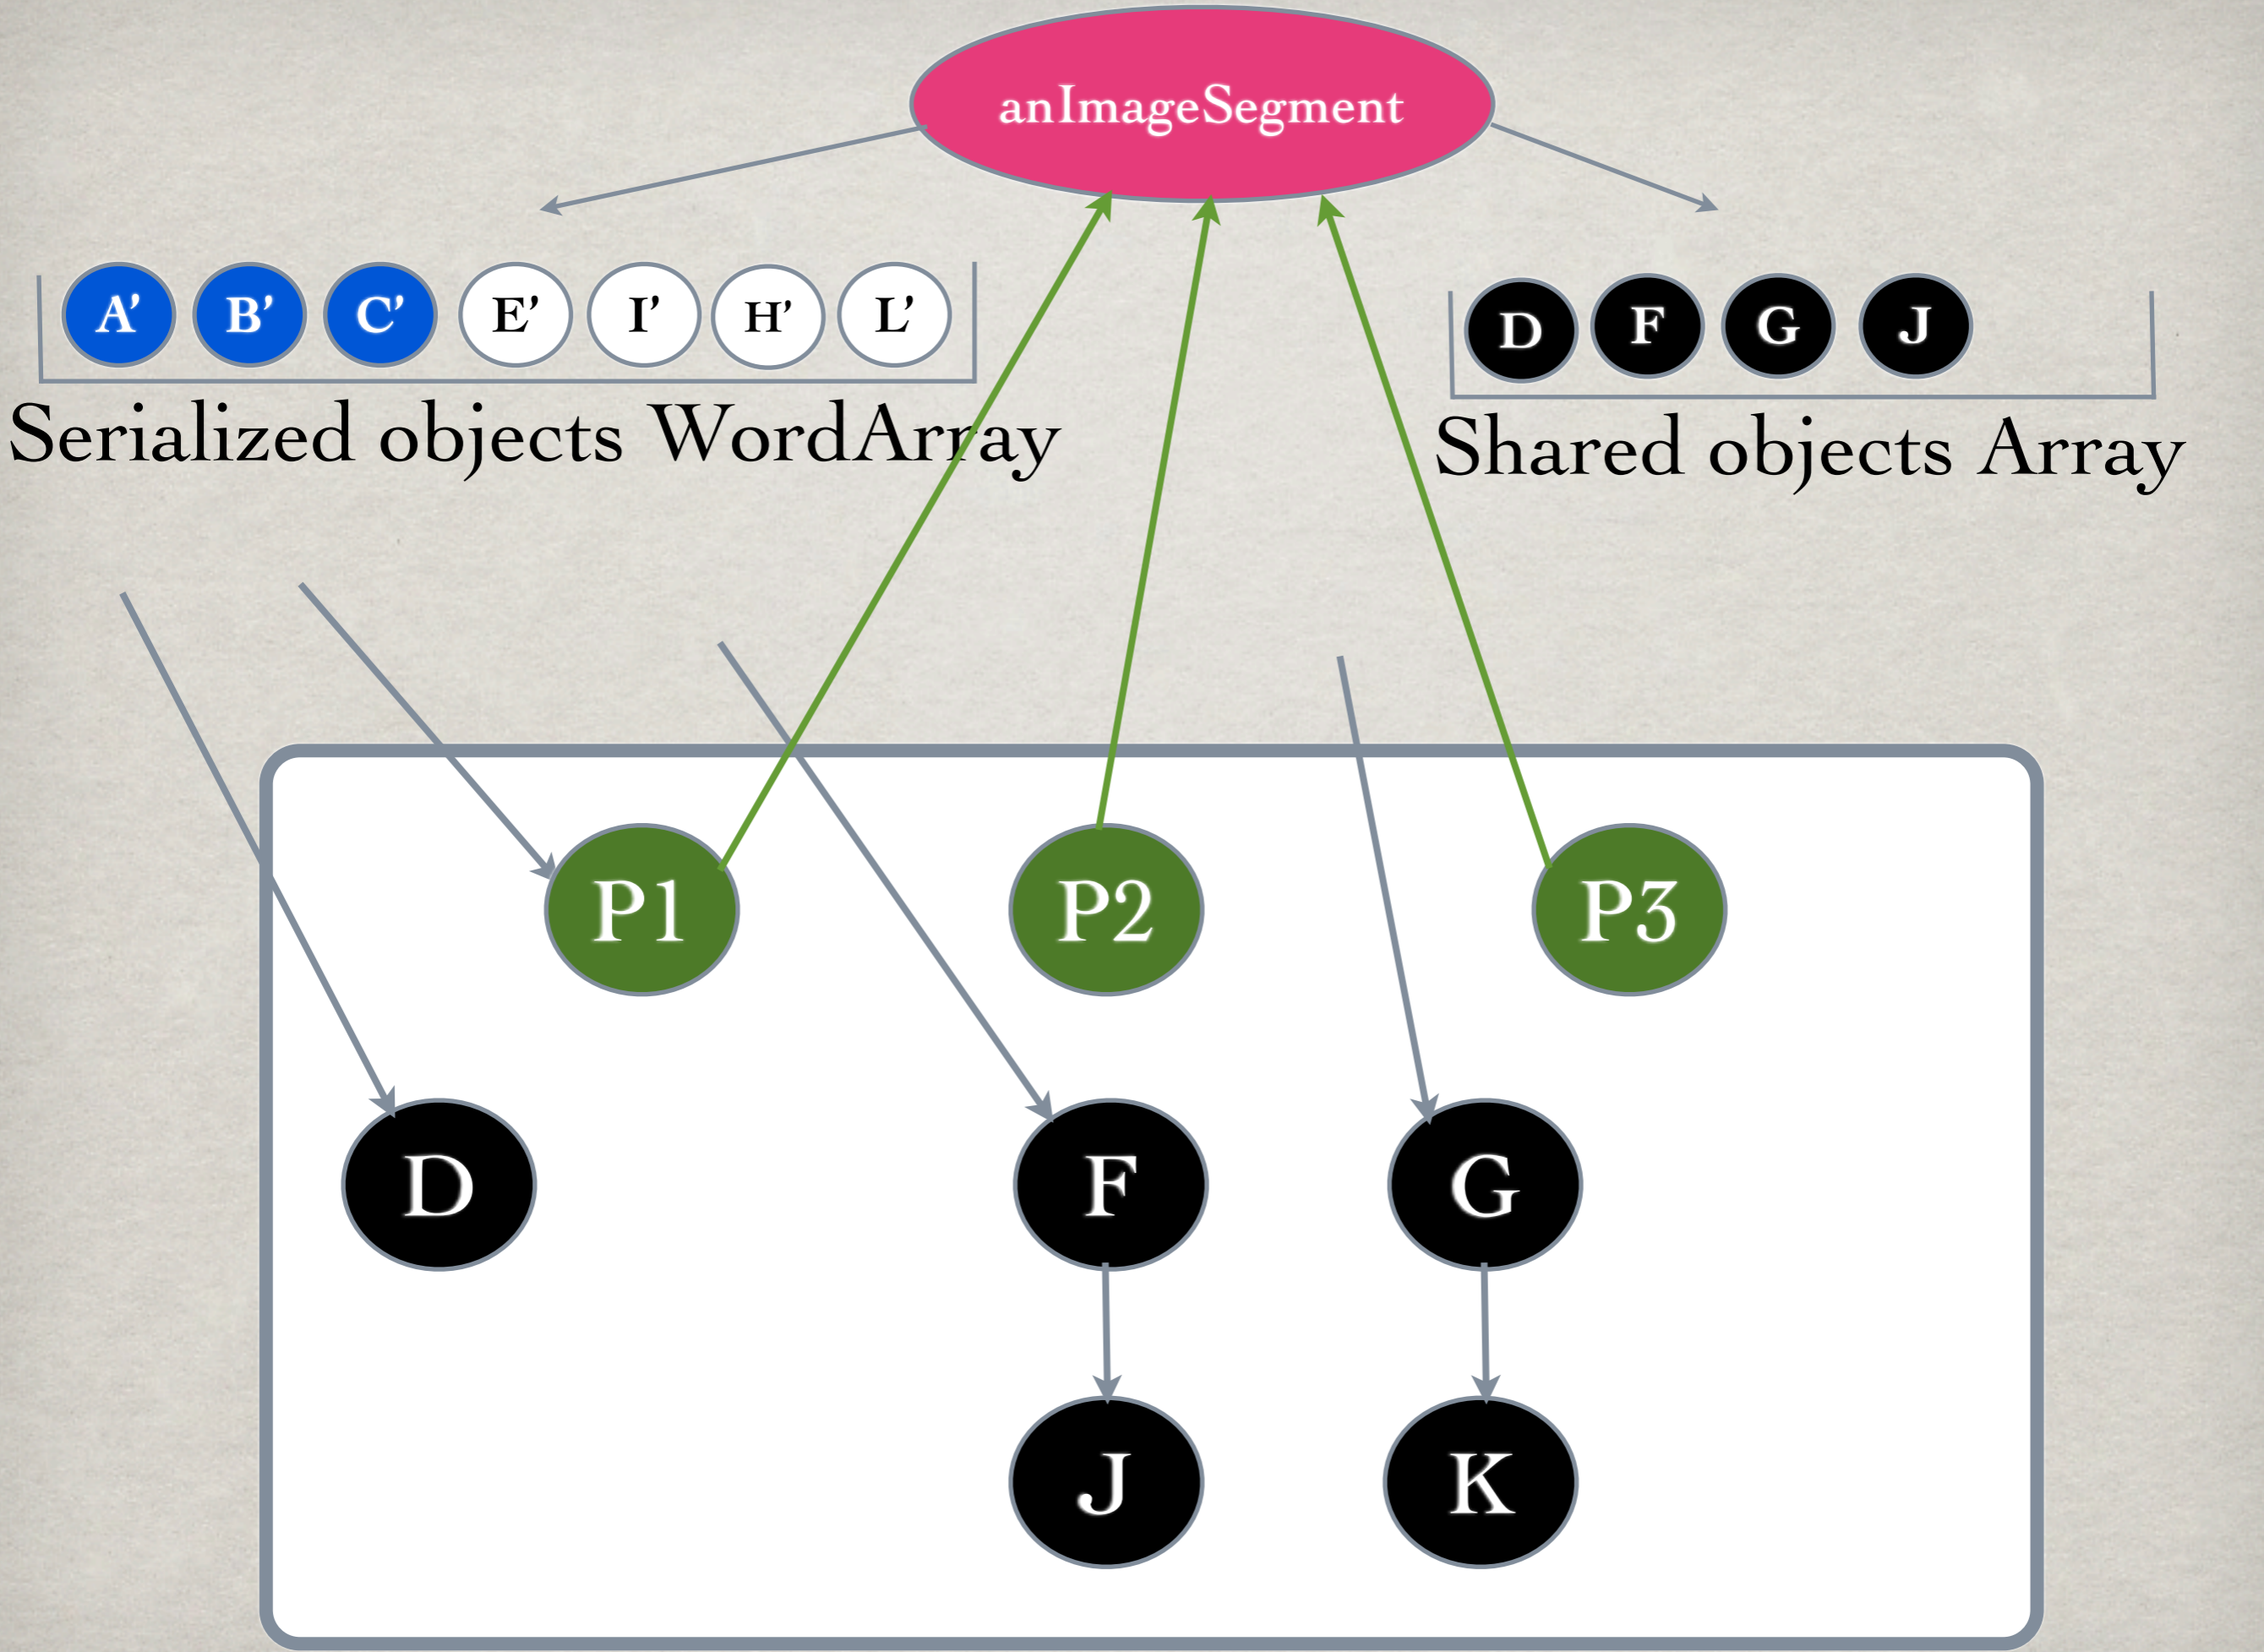 anImageSegment
A’ B’ C’ E’ I’ H’ L’
D F G J
Serialized objects WordArray
Shared objects Array
P1 P2 P3
D F G
J K